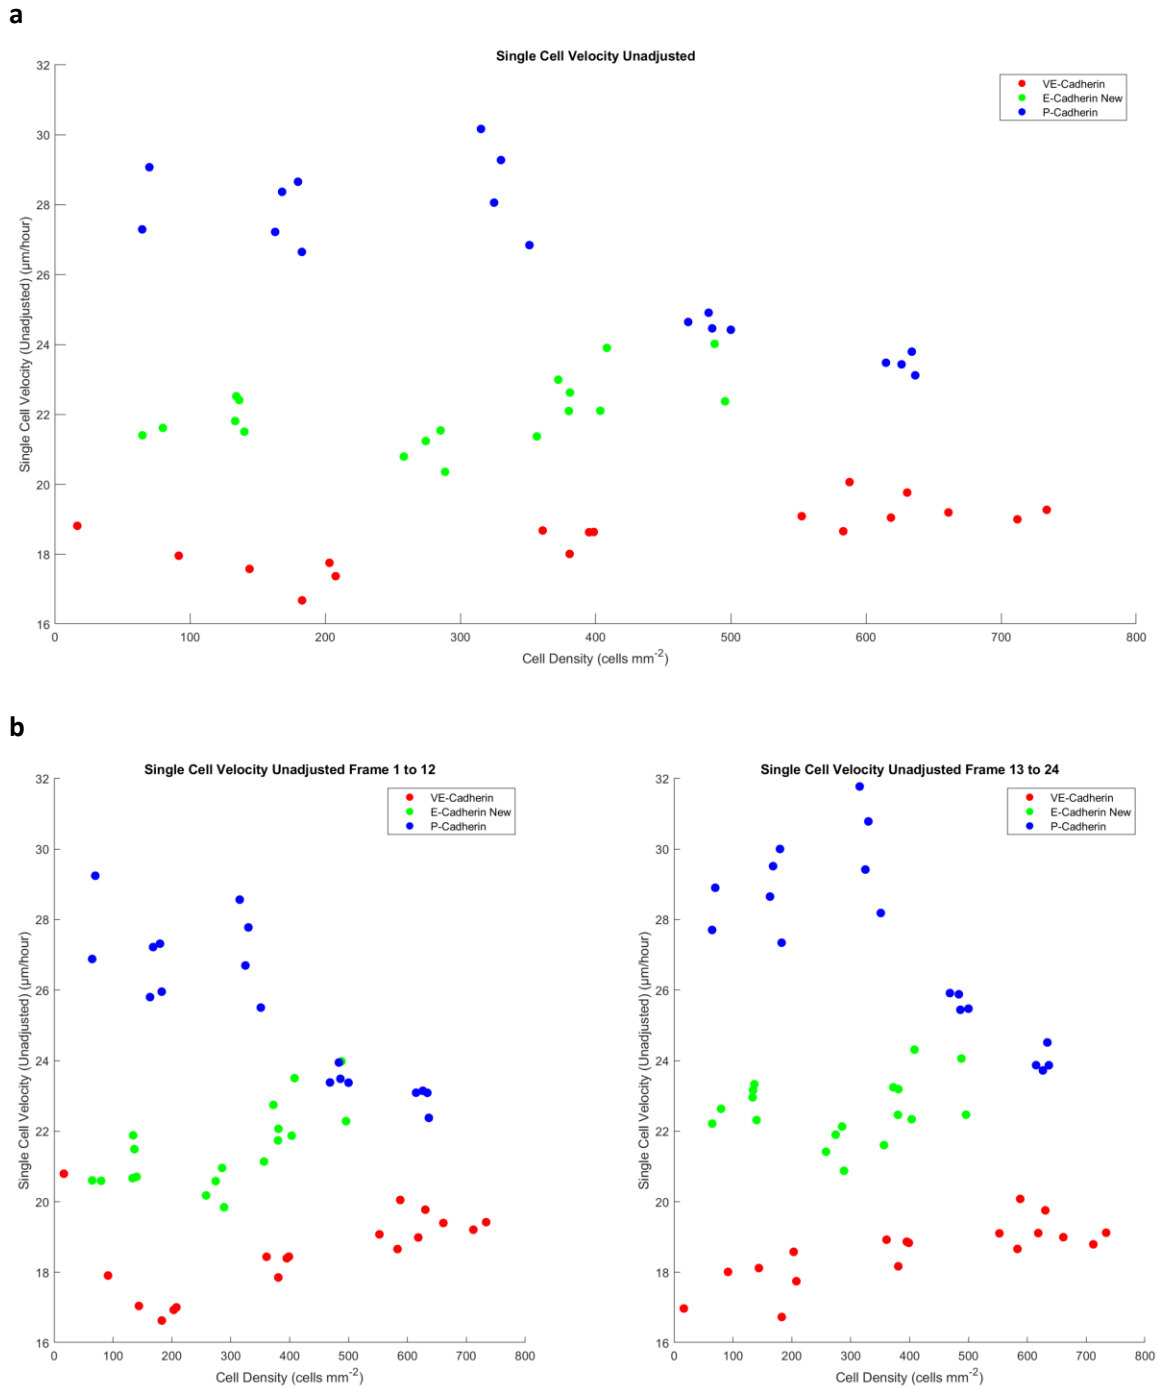 a
Single Cell Velocity Unadjusted
VE-Cadherin
E-Cadherin New
P-Cadherin
32
30
28
26
24
22
20
18
16
Single Cell Velocity (Unadjusted) (µm/hour)
0 100 200 300 400 500 600 700 800
Cell Density (cells mm⁻²)
b
Single Cell Velocity Unadjusted Frame 1 to 12
VE-Cadherin
E-Cadherin New
P-Cadherin
32
30
28
26
24
22
20
18
16
Single Cell Velocity (Unadjusted) (µm/hour)
0 100 200 300 400 500 600 700 800
Cell Density (cells mm⁻²)
Single Cell Velocity Unadjusted Frame 13 to 24
VE-Cadherin
E-Cadherin New
P-Cadherin
32
30
28
26
24
22
20
18
16
Single Cell Velocity (Unadjusted) (µm/hour)
0 100 200 300 400 500 600 700 800
Cell Density (cells mm⁻²)